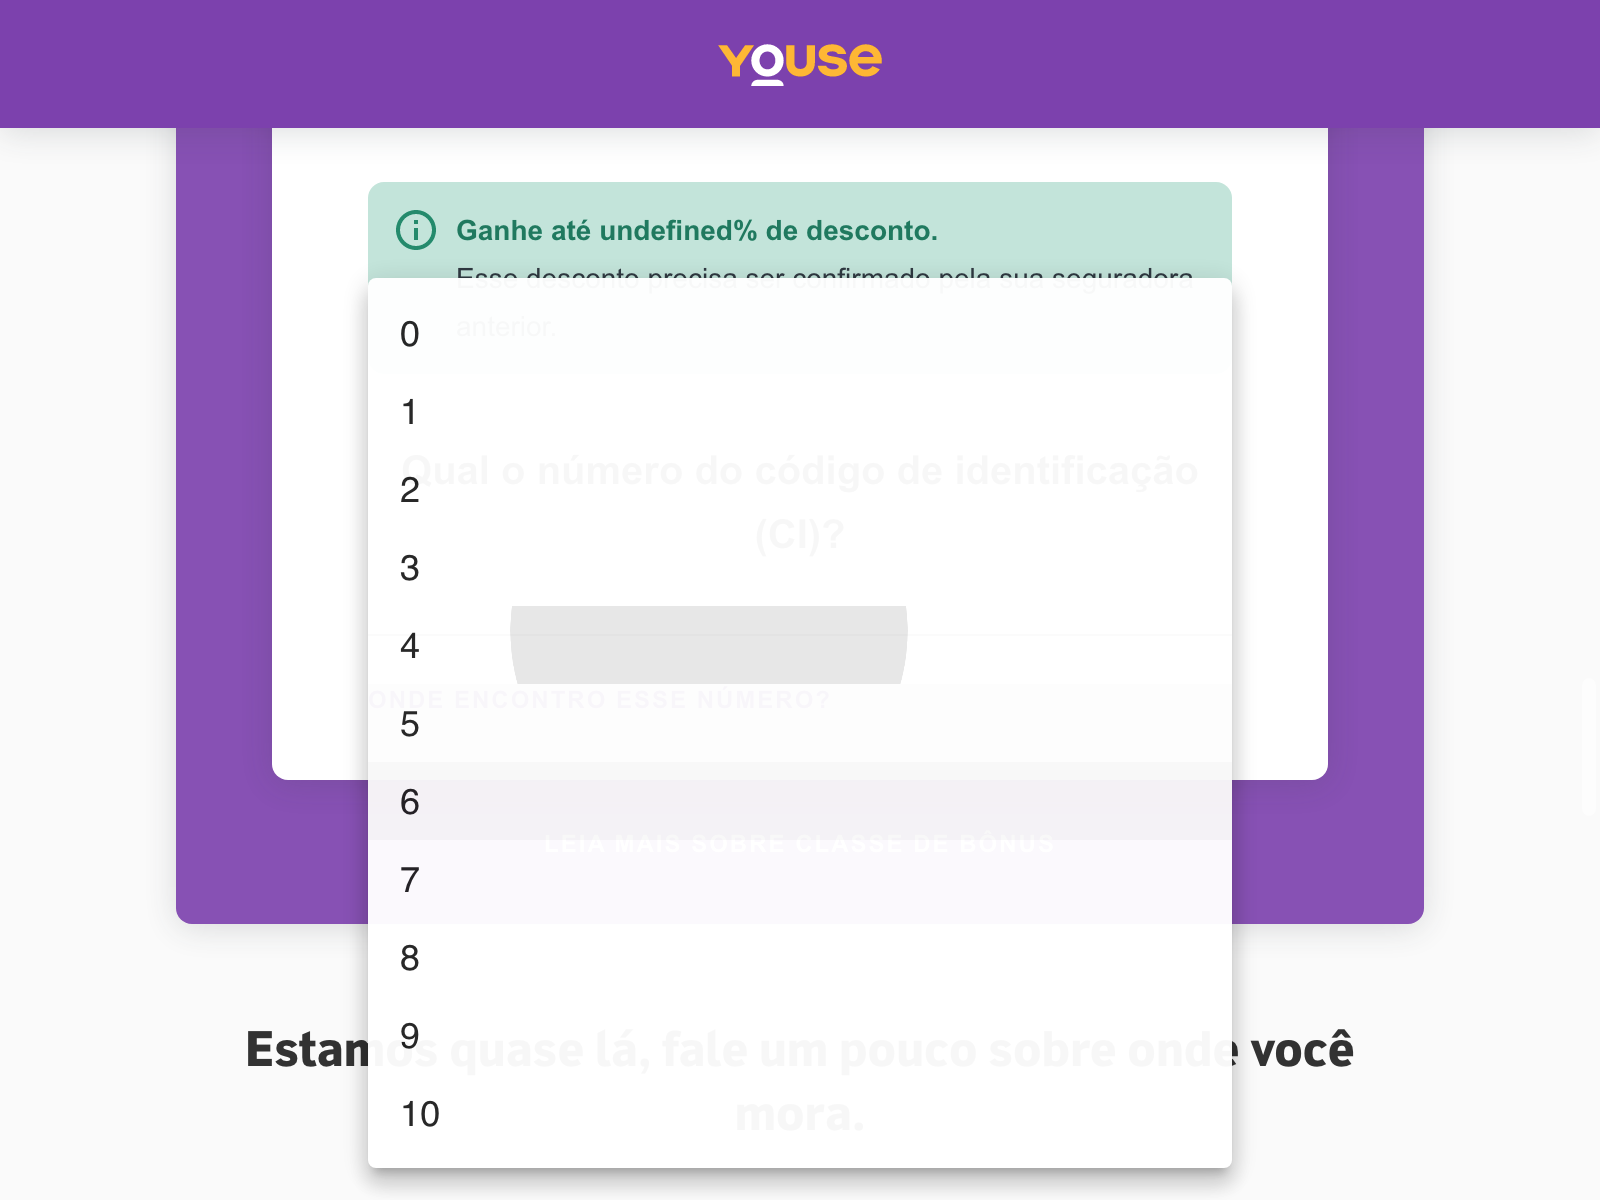 YOUSE
Ganhe até undefined% de desconto.
Esse desconto precisa ser confirmado pela sua seguradora
anterior.
0
1
Qual o número do código de identificação
2
(CI)?
3
4
ONDE ENCONTRO ESSE NÚMERO?
5
6
LEIA MAIS SOBRE CLASSE DE BÔNUS
7
8
9
Estamos quase lá, fale um pouco sobre onde você
mora.
10